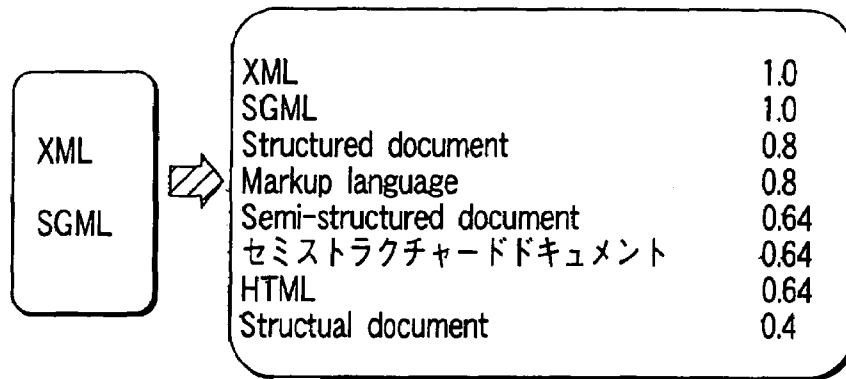 XML
SGML
XML 1.0
SGML 1.0
Structured document 0.8
Markup language 0.8
Semi-structured document 0.64
セミストラクチャードドキュメント 0.64
HTML 0.64
Structual document 0.4